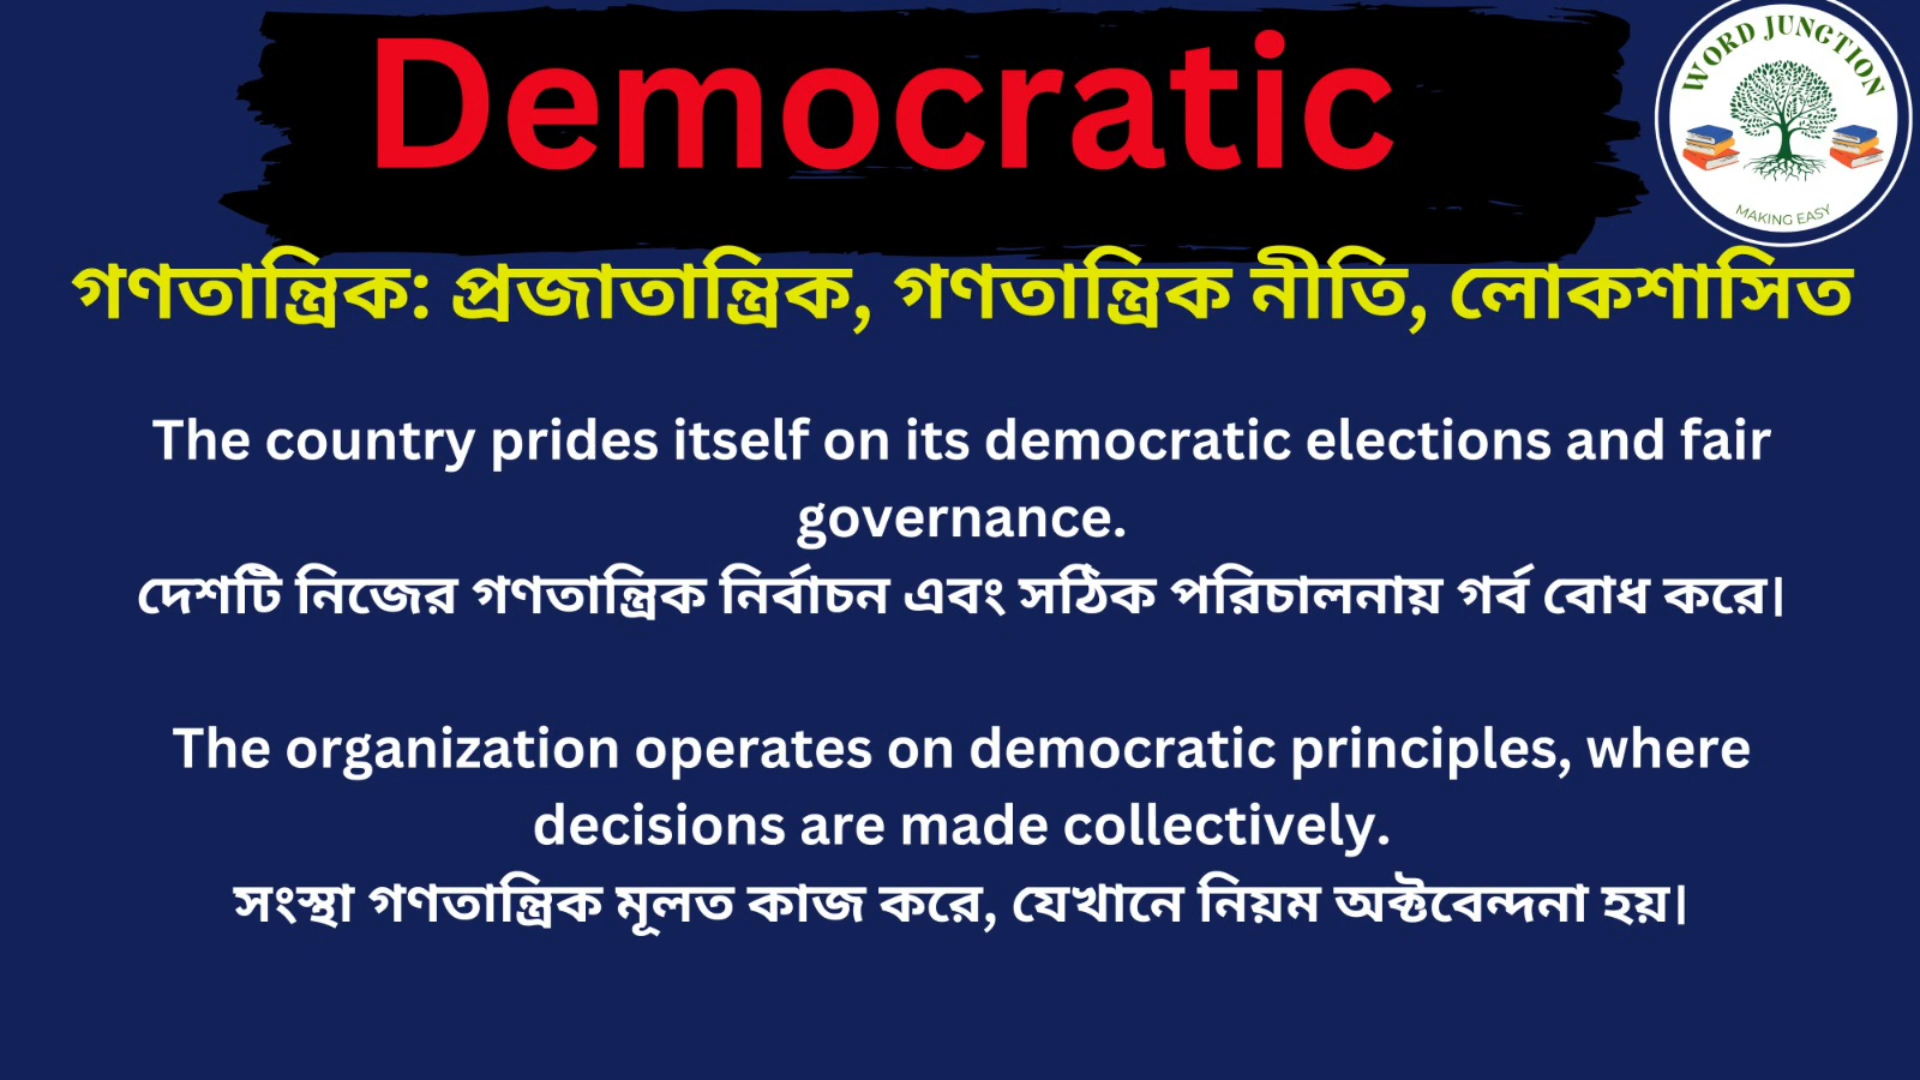 Democratic
WORD JUNCTION
MAKING EASY
গণতান্ত্রিক: প্রজাতান্ত্রিক, গণতান্ত্রিক নীতি, লোকশাসিত
The country prides itself on its democratic elections and fair
governance.
দেশটি নিজের গণতান্ত্রিক নির্বাচন এবং সঠিক পরিচালনায় গর্ব বোধ করে।
The organization operates on democratic principles, where
decisions are made collectively.
সংস্থা গণতান্ত্রিক মূলত কাজ করে, যেখানে নিয়ম অক্টবেন্দনা হয়।